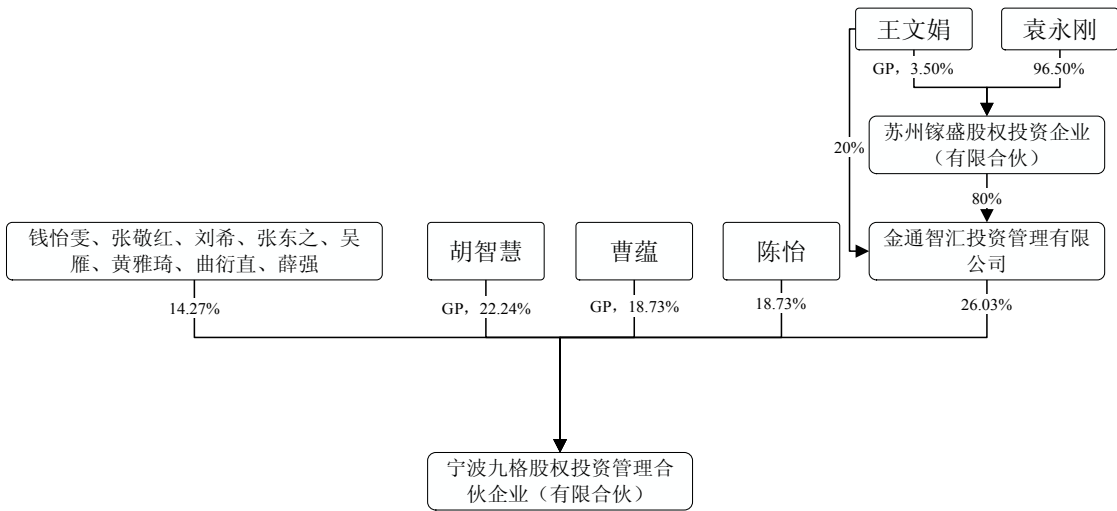 王文娟
袁永刚
GP，3.50%
96.50%
苏州镓盛股权投资企业
（有限合伙）
20%
80%
钱怡雯、张敬红、刘希、张东之、吴
雁、黄雅琦、曲衍直、薛强
胡智慧
曹蕴
陈怡
金通智汇投资管理有限
公司
14.27%
GP，22.24%
GP，18.73%
18.73%
26.03%
宁波九格股权投资管理合
伙企业（有限合伙）